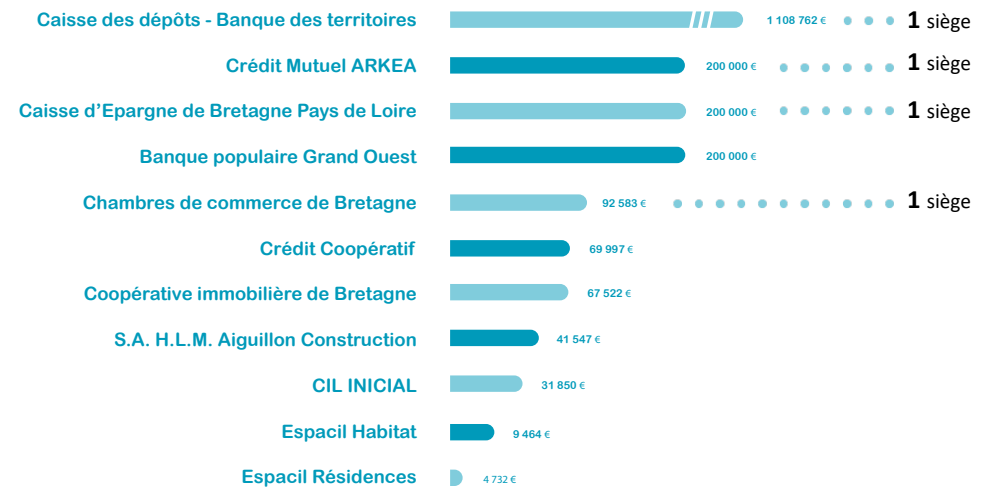 Caisse des dépôts - Banque des territoires 1 108 762 € 1 siège
Crédit Mutuel ARKEA 200 000 € 1 siège
Caisse d’Epargne de Bretagne Pays de Loire 200 000 € 1 siège
Banque populaire Grand Ouest 200 000 €
Chambres de commerce de Bretagne 92 583 € 1 siège
Crédit Coopératif 69 997 €
Coopérative immobilière de Bretagne 67 522 €
S.A. H.L.M. Aiguillon Construction 41 547 €
CIL INICIAL 31 850 €
Espacil Habitat 9 464 €
Espacil Résidences 4 732 €